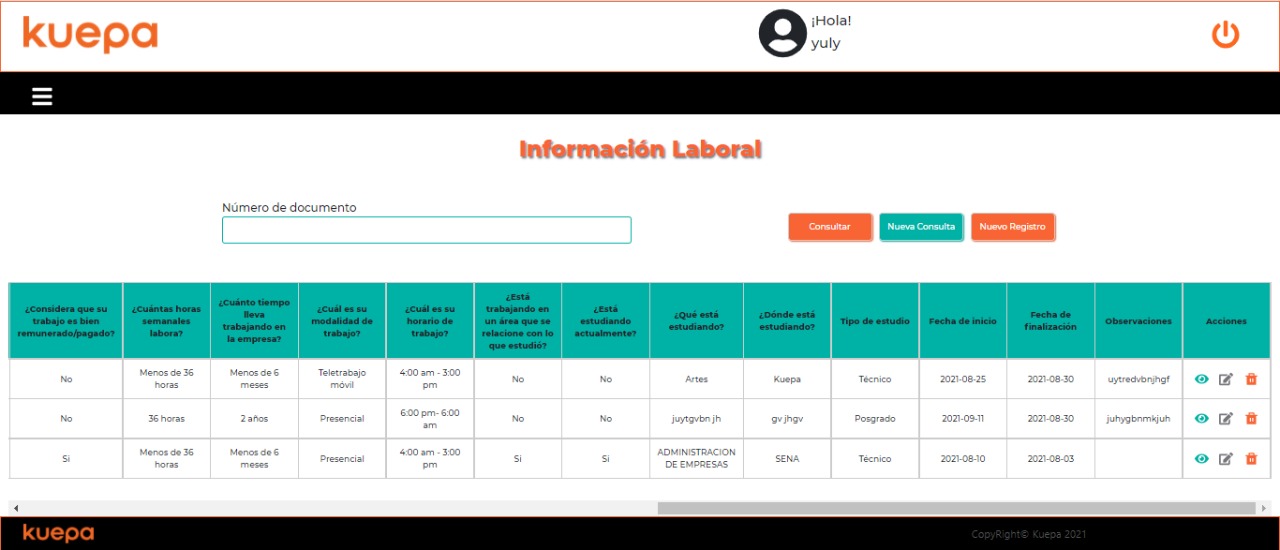 kuepa
¡Hola!
yuly
Información Laboral
Número de documento
Consultar
Nueva Consulta
Nuevo Registro
¿Considera que su
trabajo es bien
remunerado/pagado?
¿Cuántas horas
semanales
labora?
¿Cuánto tiempo
lleva
trabajando en
la empresa?
¿Cuál es su
modalidad de
trabajo?
¿Cuál es su
horario de
trabajo?
¿Está
trabajando en
un área que se
relacione con lo
que estudió?
¿Está
estudiando
actualmente?
¿Qué está
estudiando?
¿Dónde está
estudiando?
Tipo de estudio
Fecha de inicio
Fecha de
finalización
Observaciones
Acciones
No
Menos de 36
horas
Menos de 6
meses
Teletrabajo
móvil
4:00 am - 3:00
pm
No
No
Artes
Kuepa
Técnico
2021-08-25
2021-08-30
uytredvbnjhgf
No
36 horas
2 años
Presencial
6:00 pm- 6:00
am
No
No
juytgvbn jh
gv jhgv
Posgrado
2021-09-11
2021-08-30
juhygbnmkjuh
Si
Menos de 36
horas
Menos de 6
meses
Presencial
4:00 am - 3:00
pm
Si
Si
ADMINISTRACION
DE EMPRESAS
SENA
Técnico
2021-08-10
2021-08-03
kuepa
CopyRight© Kuepa 2021